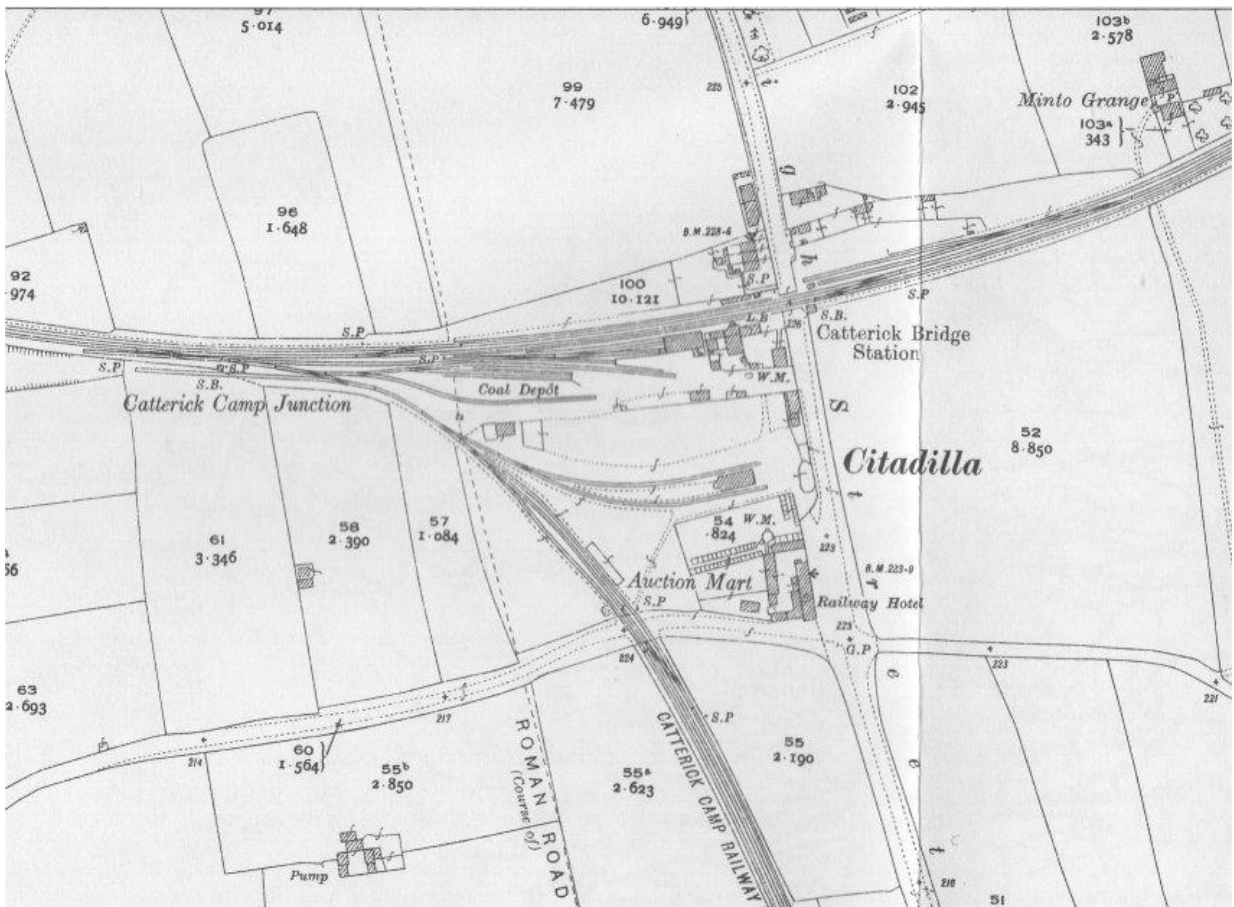 97
5·014
6·949
103b
2·578
99
7·479
225
102
2·945
Minto Grange
P
103a
343
96
1·648
g
B.M.228·6
h
92
·974
100
10·121
S.P
S.P
S.P
L.B
226
S.B.
Catterick Bridge
Station
S.P
S.P
S.P
S.B.
Coal Depôt
W.M.
Catterick Camp Junction
S
Citadilla
52
8·850
t
61
3·346
58
2·390
57
1·084
54
·824
W.M.
223
B.M.223·9
r
Auction Mart
Railway Hotel
S.P
225
G.P
224
223
e
221
63
2·693
217
S.P
214
60
1·564
55b
2·850
ROMAN ROAD
(Course of)
55a
2·623
CATTERICK CAMP RAILWAY
55
2·190
e
Pump
t
218
51